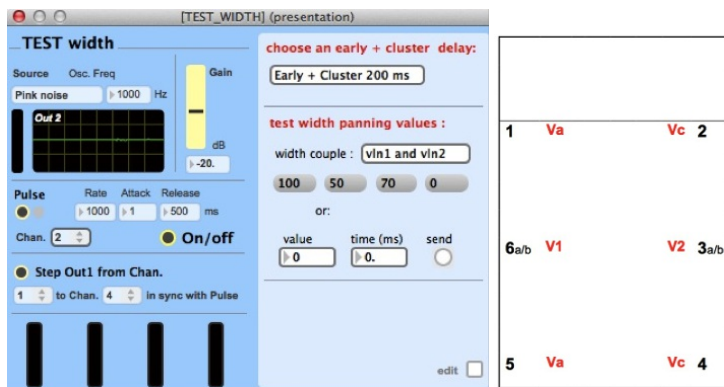 [TEST_WIDTH] (presentation)
TEST width
Source Osc. Freq
Pink noise 1000 Hz
Out 2
Gain
dB
-20.
Pulse Rate Attack Release
1000 1 500 ms
Chan. 2 On/off
Step Out1 from Chan.
1 to Chan. 4 in sync with Pulse
choose an early + cluster delay:
Early + Cluster 200 ms
test width panning values :
width couple : vln1 and vln2
100 50 70 0
or:
value time (ms) send
0 0.
edit
1 Va Vc 2
6a/b V1 V2 3a/b
5 Va Vc 4